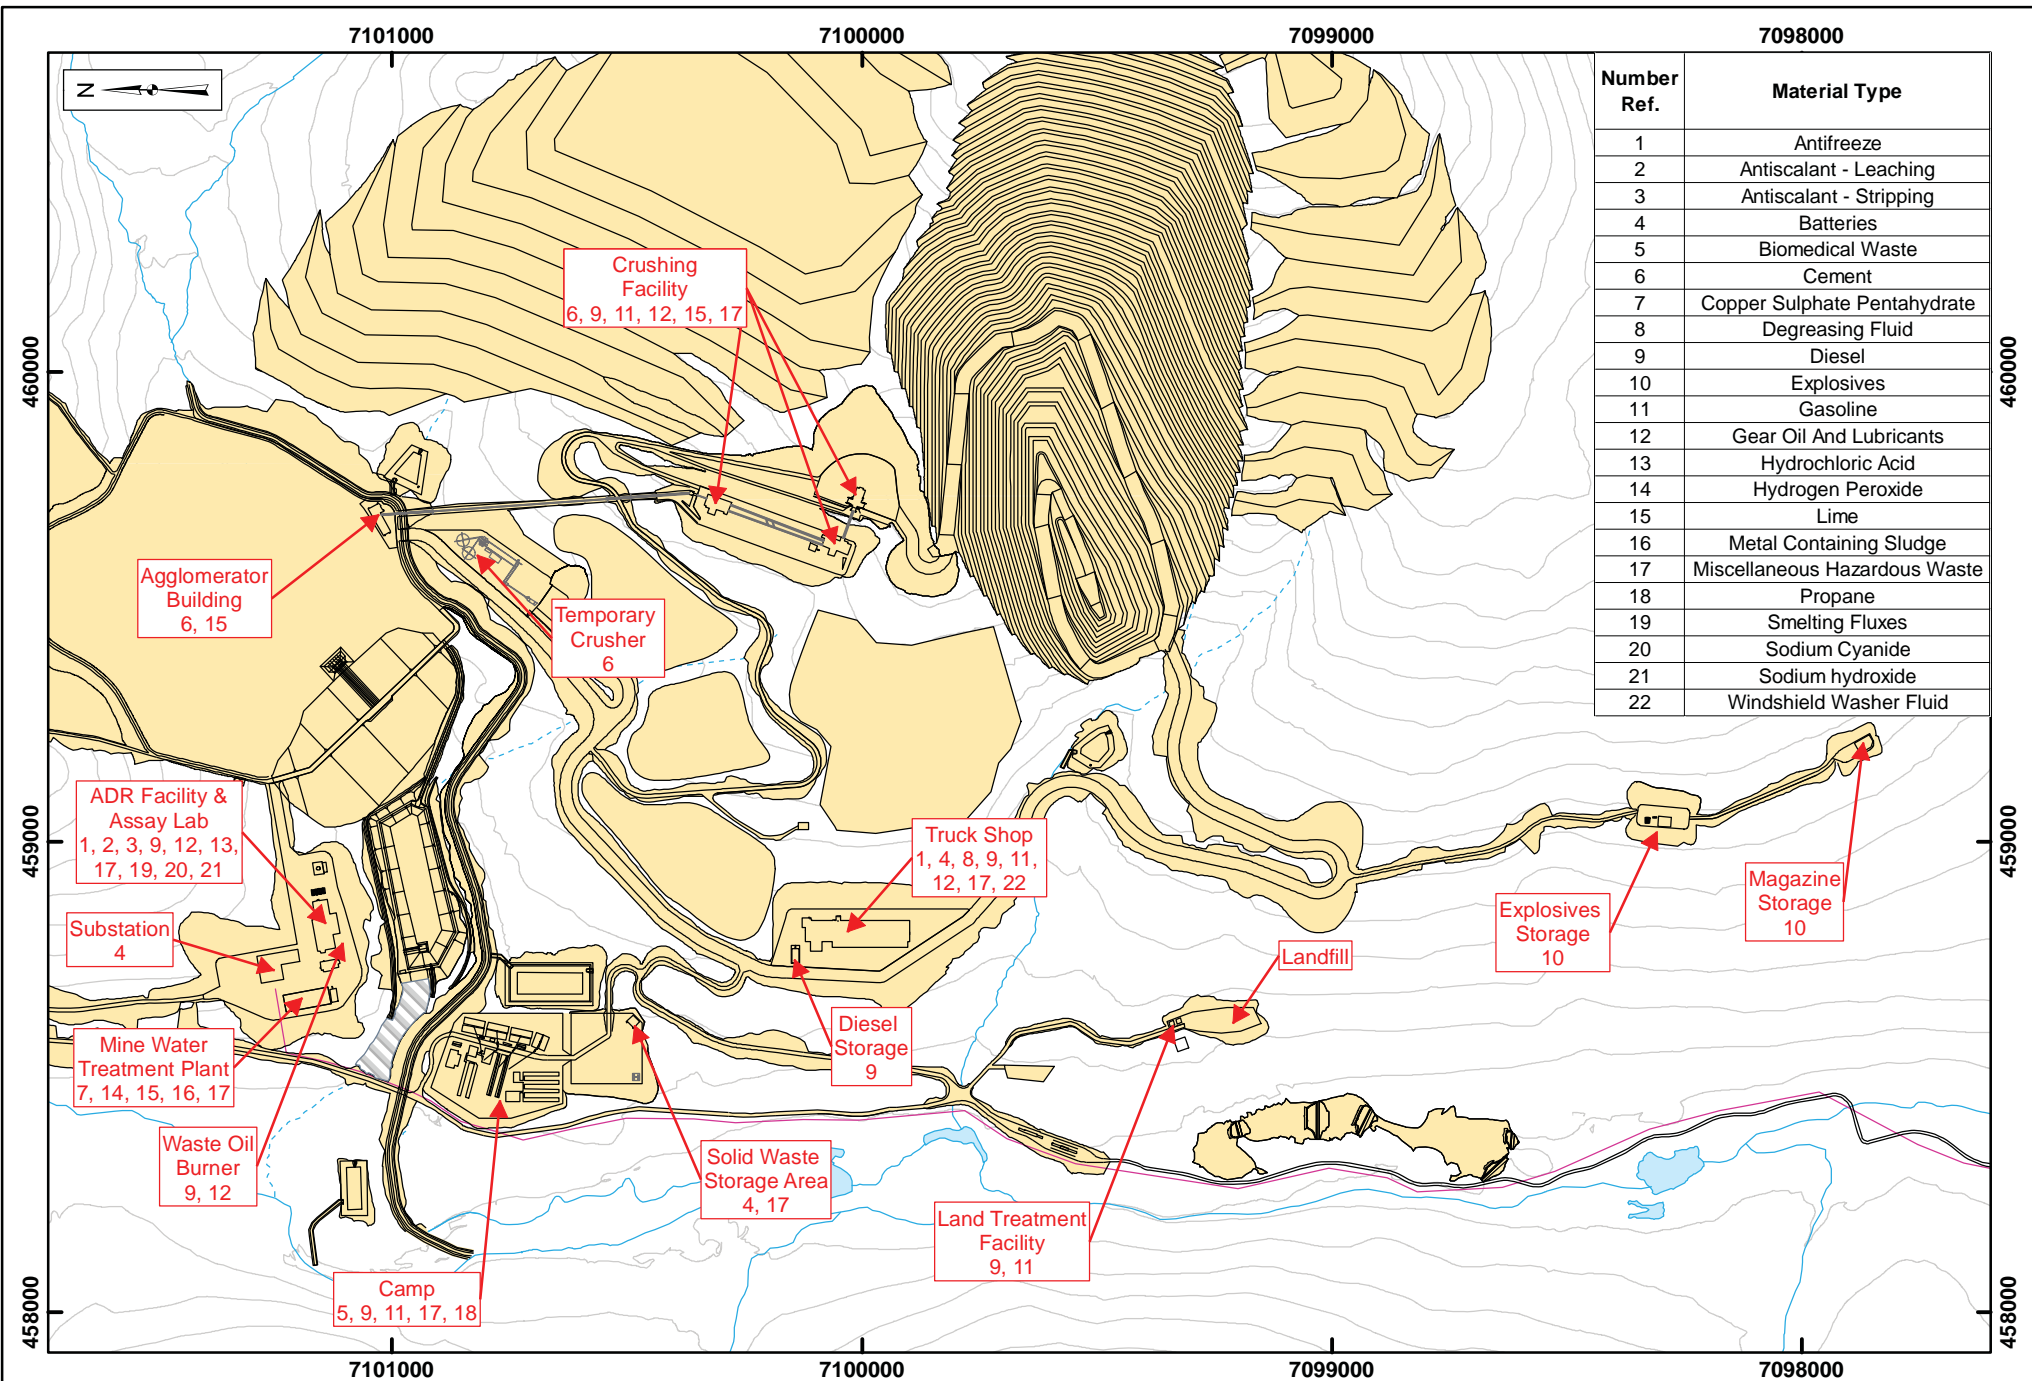 7101000
7100000
7099000
7098000
N
Number
Ref.
Material Type
1 Antifreeze
2 Antiscalant - Leaching
3 Antiscalant - Stripping
4 Batteries
5 Biomedical Waste
6 Cement
7 Copper Sulphate Pentahydrate
8 Degreasing Fluid
9 Diesel
10 Explosives
11 Gasoline
12 Gear Oil And Lubricants
13 Hydrochloric Acid
14 Hydrogen Peroxide
15 Lime
16 Metal Containing Sludge
17 Miscellaneous Hazardous Waste
18 Propane
19 Smelting Fluxes
20 Sodium Cyanide
21 Sodium hydroxide
22 Windshield Washer Fluid
460000
460000
Crushing
Facility
6, 9, 11, 12, 15, 17
Agglomerator
Building
6, 15
Temporary
Crusher
6
459000
459000
ADR Facility &
Assay Lab
1, 2, 3, 9, 12, 13,
17, 19, 20, 21
Truck Shop
1, 4, 8, 9, 11,
12, 17, 22
Magazine
Storage
10
Explosives
Storage
10
Substation
4
Landfill
Diesel
Storage
9
Mine Water
Treatment Plant
7, 14, 15, 16, 17
Waste Oil
Burner
9, 12
Solid Waste
Storage Area
4, 17
Land Treatment
Facility
9, 11
Camp
5, 9, 11, 17, 18
458000
458000
7101000
7100000
7099000
7098000